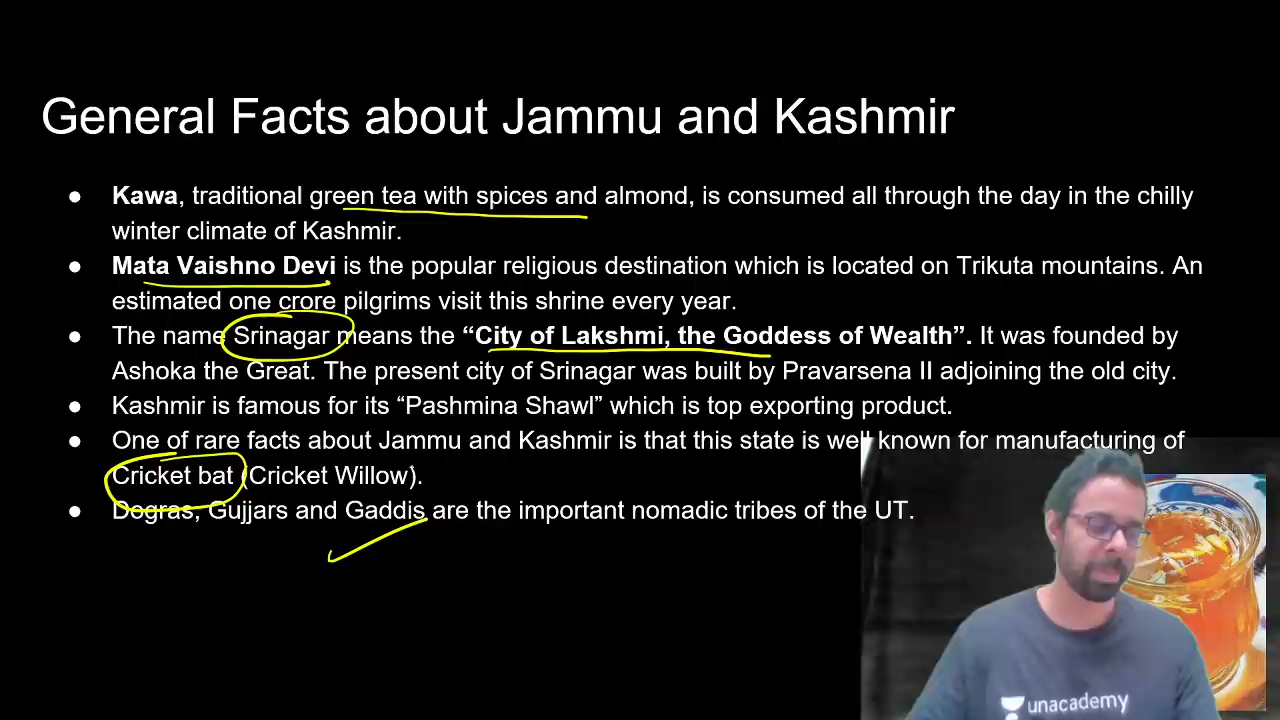 General Facts about Jammu and Kashmir
● Kawa, traditional green tea with spices and almond, is consumed all through the day in the chilly
winter climate of Kashmir.
● Mata Vaishno Devi is the popular religious destination which is located on Trikuta mountains. An
estimated one crore pilgrims visit this shrine every year.
● The name Srinagar means the “City of Lakshmi, the Goddess of Wealth”. It was founded by
Ashoka the Great. The present city of Srinagar was built by Pravarsena II adjoining the old city.
● Kashmir is famous for its “Pashmina Shawl” which is top exporting product.
● One of rare facts about Jammu and Kashmir is that this state is well known for manufacturing of
Cricket bat (Cricket Willow).
● Dogras, Gujjars and Gaddis are the important nomadic tribes of the UT.
unacademy